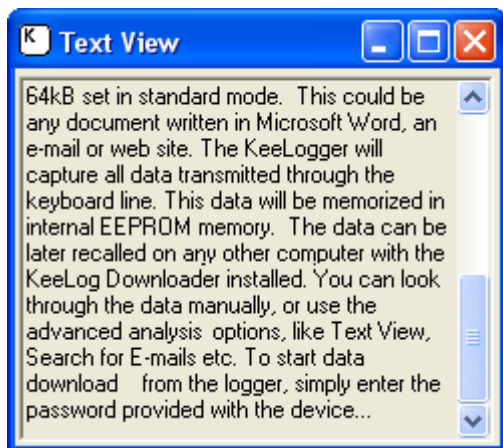 K Text View
64kB set in standard mode.  This could be
any document written in Microsoft Word, an
e-mail or web site. The KeeLogger will
capture all data transmitted through the
keyboard line. This data will be memorized in
internal EEPROM memory.  The data can be
later recalled on any other computer with the
KeeLog Downloader installed. You can look
through the data manually, or use the
advanced analysis  options, like Text View,
Search for E-mails etc. To start data
download    from the logger, simply enter the
password provided with the device...